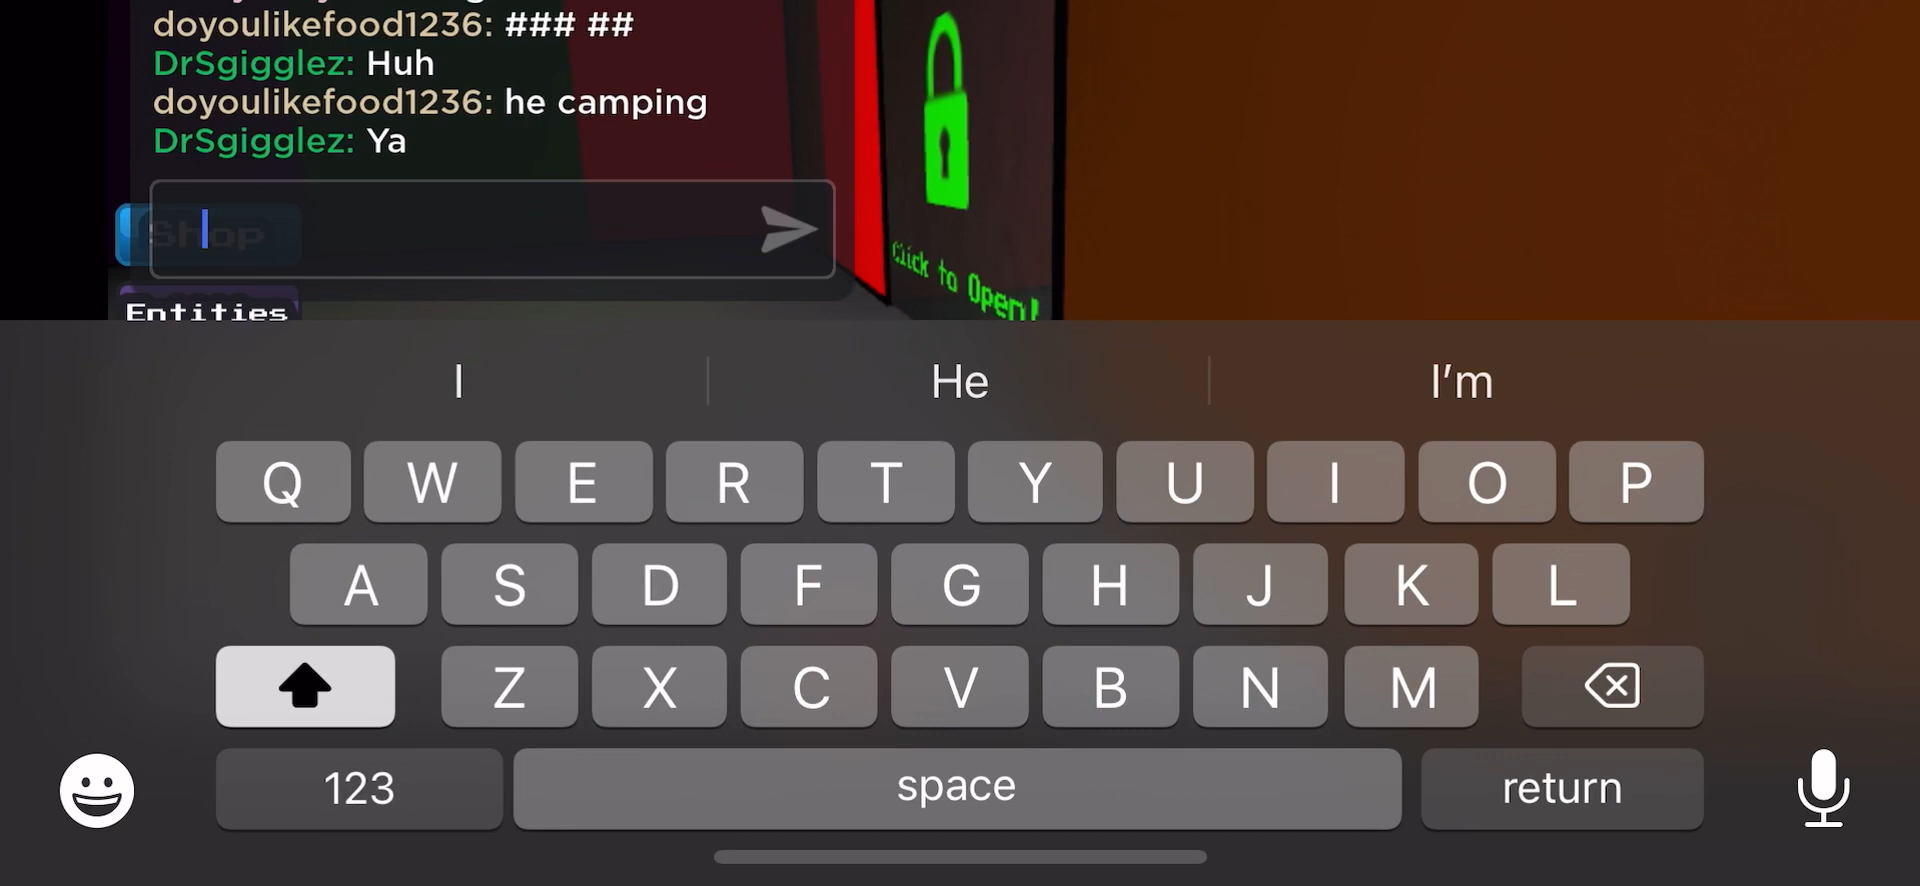 doyoulikefood1236: ### ##
DrSgigglez: Huh
doyoulikefood1236: he camping
DrSgigglez: Ya
Shop
Click to Open!
Entities
I He I'm
Q W E R T Y U I O P
A S D F G H J K L
Z X C V B N M
123 space return